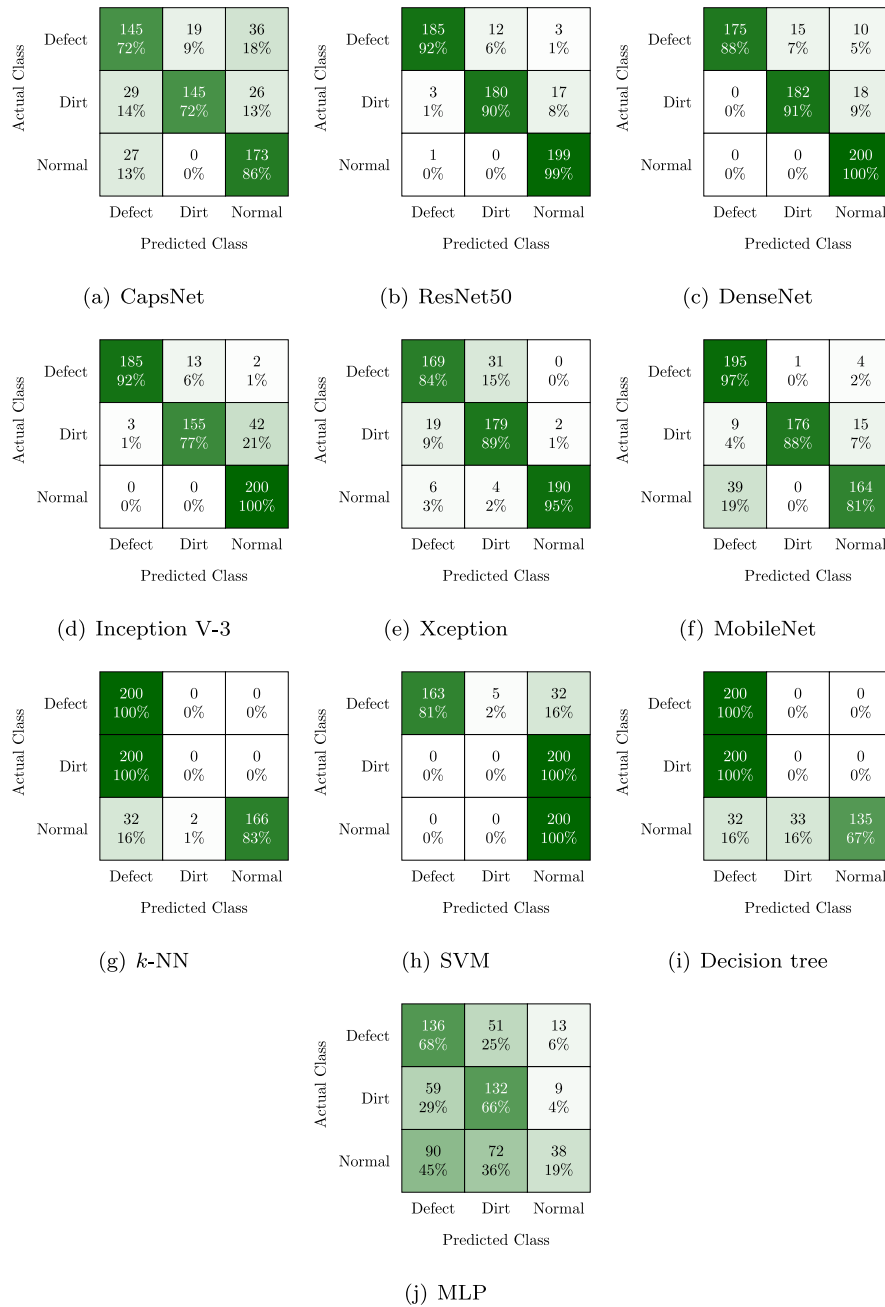 Actual Class
Defect 145 19 36
72% 9% 18%
Dirt 29 145 26
14% 72% 13%
Normal 27 0 173
13% 0% 86%
Defect Dirt Normal
Predicted Class
(a) CapsNet
Actual Class
Defect 185 12 3
92% 6% 1%
Dirt 3 180 17
1% 90% 8%
Normal 1 0 199
0% 0% 99%
Defect Dirt Normal
Predicted Class
(b) ResNet50
Actual Class
Defect 175 15 10
88% 7% 5%
Dirt 0 182 18
0% 91% 9%
Normal 0 0 200
0% 0% 100%
Defect Dirt Normal
Predicted Class
(c) DenseNet
Actual Class
Defect 185 13 2
92% 6% 1%
Dirt 3 155 42
1% 77% 21%
Normal 0 0 200
0% 0% 100%
Defect Dirt Normal
Predicted Class
(d) Inception V-3
Actual Class
Defect 169 31 0
84% 15% 0%
Dirt 19 179 2
9% 89% 1%
Normal 6 4 190
3% 2% 95%
Defect Dirt Normal
Predicted Class
(e) Xception
Actual Class
Defect 195 1 4
97% 0% 2%
Dirt 9 176 15
4% 88% 7%
Normal 39 0 164
19% 0% 81%
Defect Dirt Normal
Predicted Class
(f) MobileNet
Actual Class
Defect 200 0 0
100% 0% 0%
Dirt 200 0 0
100% 0% 0%
Normal 32 2 166
16% 1% 83%
Defect Dirt Normal
Predicted Class
(g) k-NN
Actual Class
Defect 163 5 32
81% 2% 16%
Dirt 0 0 200
0% 0% 100%
Normal 0 0 200
0% 0% 100%
Defect Dirt Normal
Predicted Class
(h) SVM
Actual Class
Defect 200 0 0
100% 0% 0%
Dirt 200 0 0
100% 0% 0%
Normal 32 33 135
16% 16% 67%
Defect Dirt Normal
Predicted Class
(i) Decision tree
Actual Class
Defect 136 51 13
68% 25% 6%
Dirt 59 132 9
29% 66% 4%
Normal 90 72 38
45% 36% 19%
Defect Dirt Normal
Predicted Class
(j) MLP